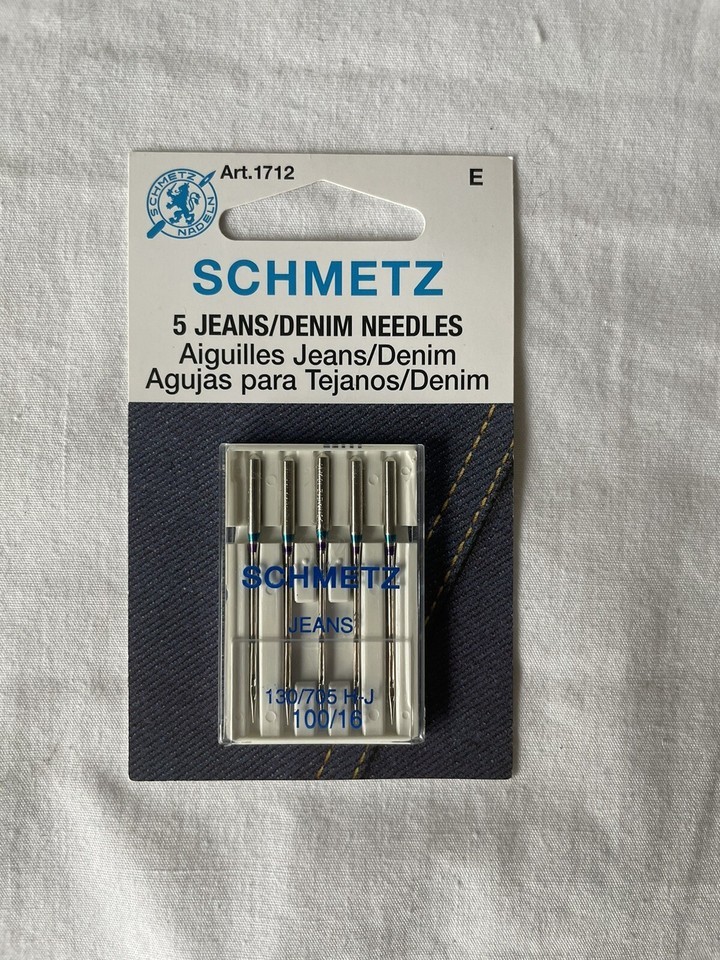 SCHMETZ
NADELN
Art.1712
E
SCHMETZ
5 JEANS/DENIM NEEDLES
Aiguilles Jeans/Denim
Agujas para Tejanos/Denim
SCHMETZ
JEANS
130/705 H-J
100/16